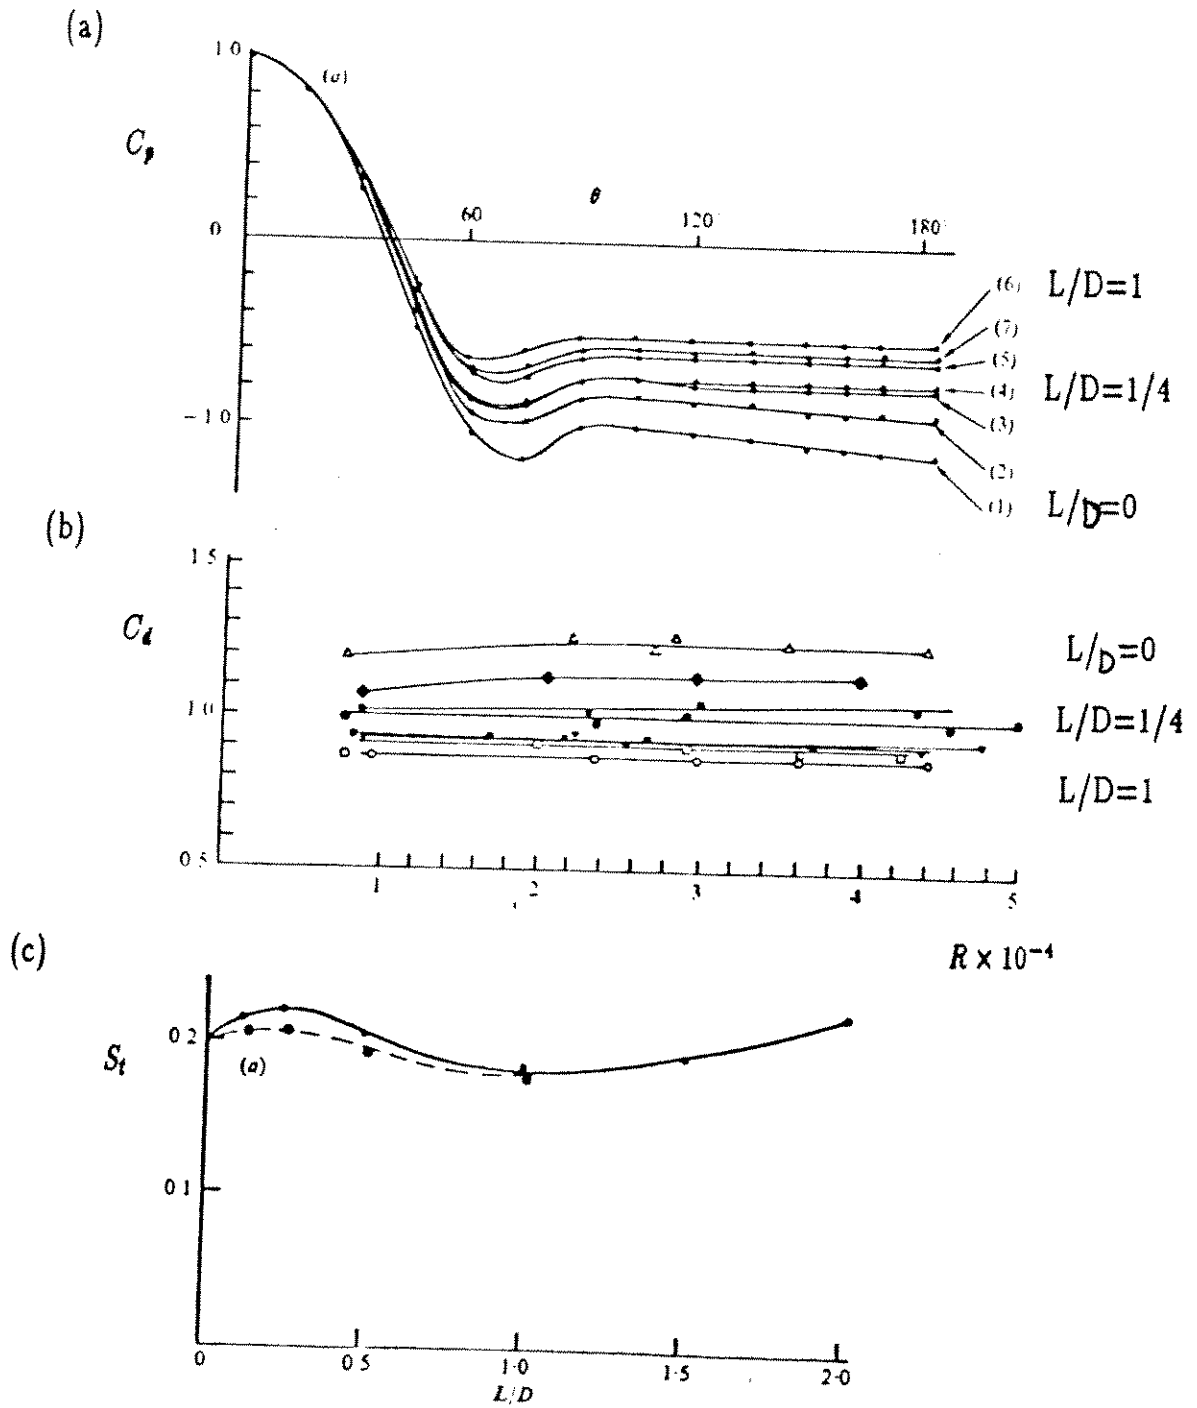 (a)
1·0
(a)
C_p
θ
60
120
180
0
(6) L/D=1
(7)
(5)
(4) L/D=1/4
−1·0
(3)
(2)
(1) L/D=0
(b)
1·5
C_d
L/D=0
1·0
L/D=1/4
L/D=1
0·5
1 2 3 4 5
(c)
R × 10⁻⁴
0·2
S_t
(a)
0·1
0 0·5 1·0 1·5 2·0
L/D